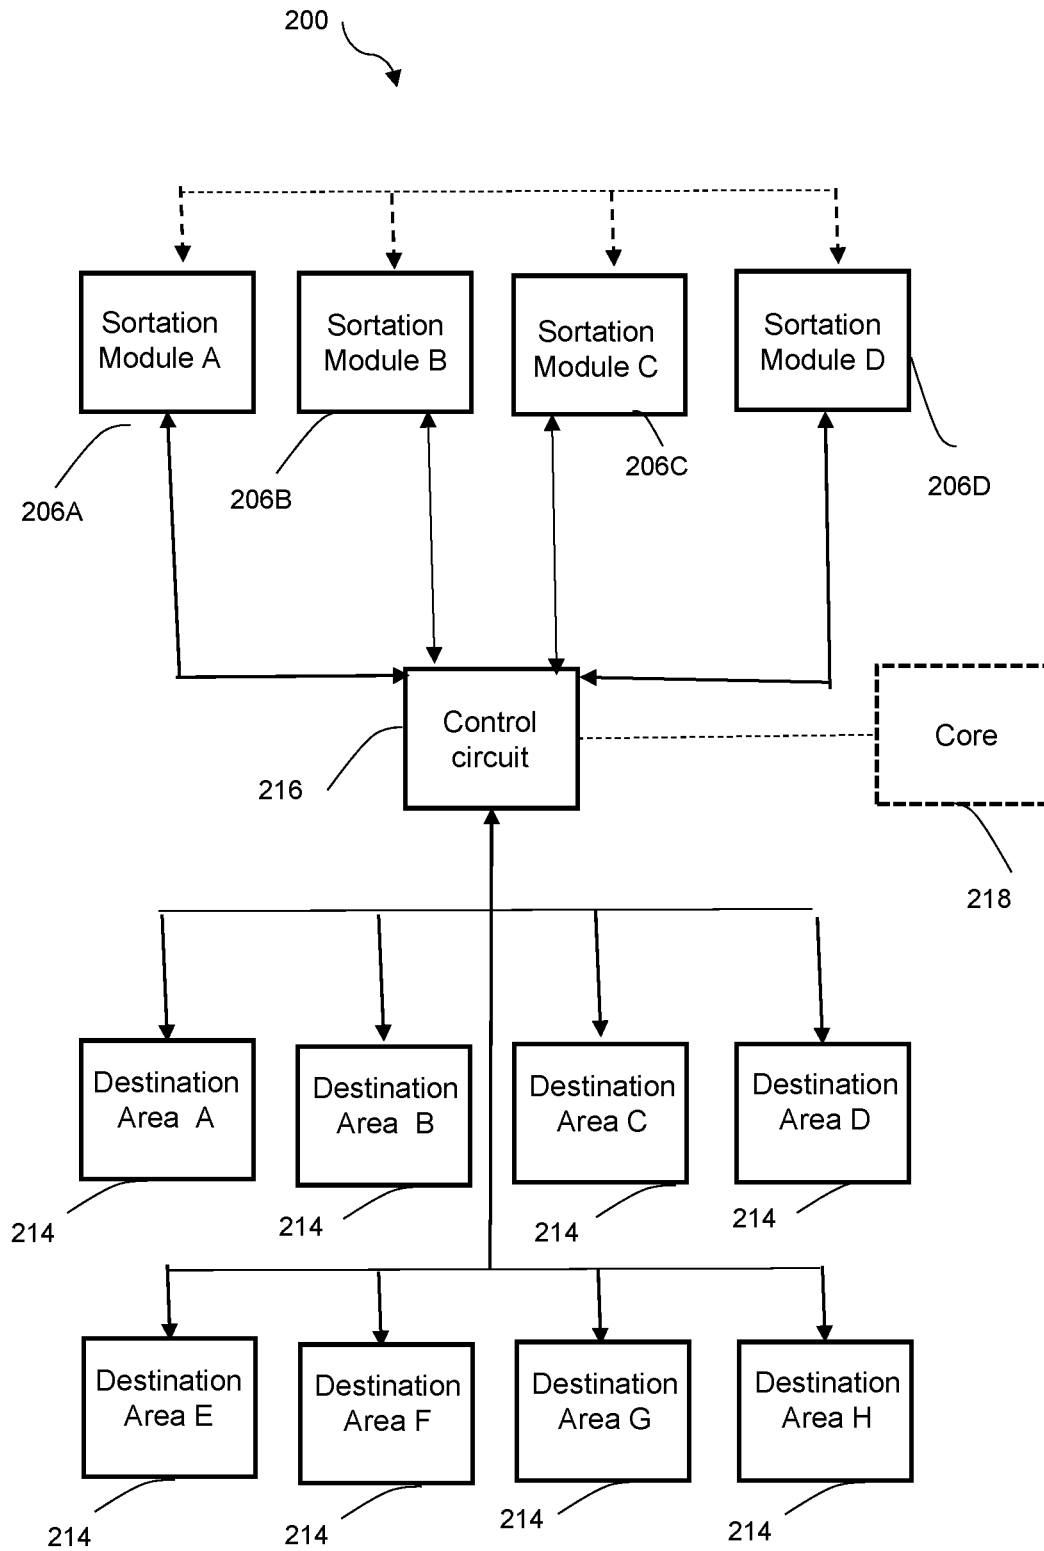 200
Sortation
Module A
Sortation
Module B
Sortation
Module C
Sortation
Module D
206A
206B
206C
206D
Control
circuit
Core
216
218
Destination
Area  A
Destination
Area  B
Destination
Area C
Destination
Area D
214
214
214
214
Destination
Area E
Destination
Area F
Destination
Area G
Destination
Area H
214
214
214
214